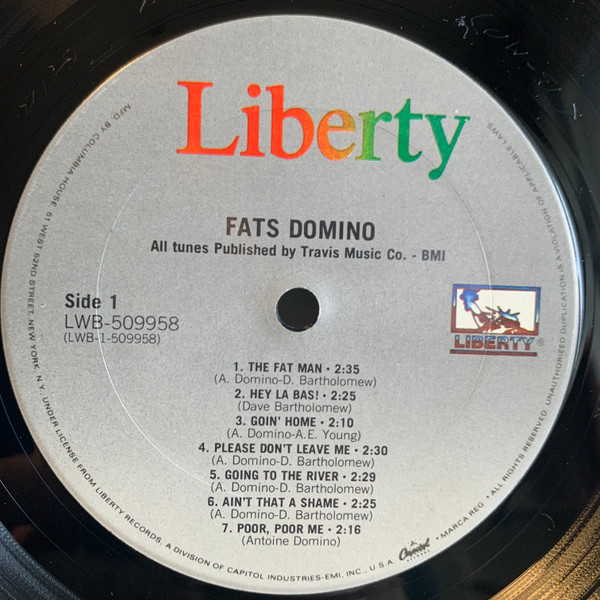 Liberty
FATS DOMINO
All tunes Published by Travis Music Co. - BMI
Side 1
LWB-509958
(LWB-1-509958)
LIBERTY®
1. THE FAT MAN • 2:35
(A. Domino-D. Bartholomew)
2. HEY LA BAS! • 2:25
(Dave Bartholomew)
3. GOIN' HOME • 2:10
(A. Domino-A.E. Young)
4. PLEASE DON'T LEAVE ME • 2:30
(A. Domino-D. Bartholomew)
5. GOING TO THE RIVER • 2:29
(A. Domino-D. Bartholomew)
6. AIN'T THAT A SHAME • 2:25
(A. Domino-D. Bartholomew)
7. POOR, POOR ME • 2:16
(Antoine Domino)
MFD. BY COLUMBIA HOUSE, 61 WEST 62ND STREET, NEW YORK, N.Y., UNDER LICENSE FROM LIBERTY RECORDS, A DIVISION OF CAPITOL INDUSTRIES-EMI, INC., U.S.A. Capitol • MARCA REG. • ALL RIGHTS RESERVED. UNAUTHORIZED DUPLICATION IS A VIOLATION OF APPLICABLE LAWS.